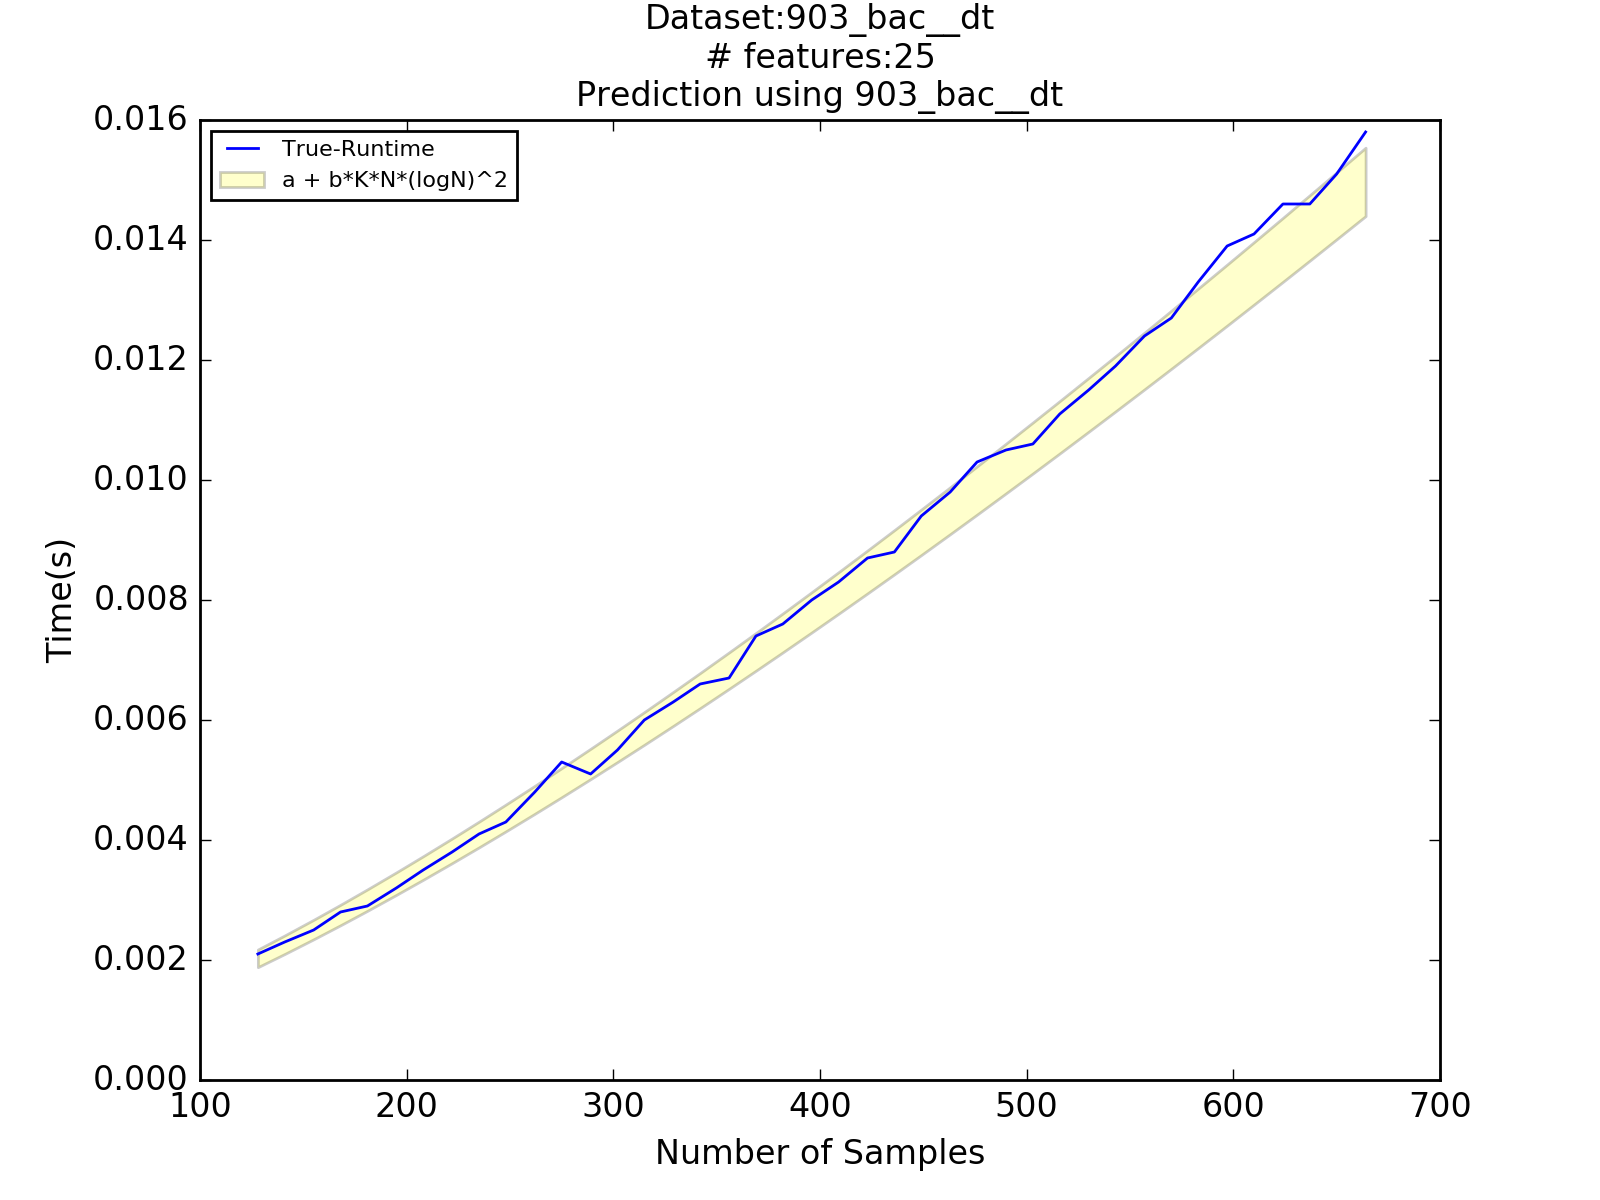 Dataset:903_bac__dt
# features:25
Prediction using 903_bac__dt
True-Runtime
a + b*K*N*(logN)^2
0.016
0.014
0.012
0.010
0.008
0.006
0.004
0.002
0.000
Time(s)
100 200 300 400 500 600 700
Number of Samples